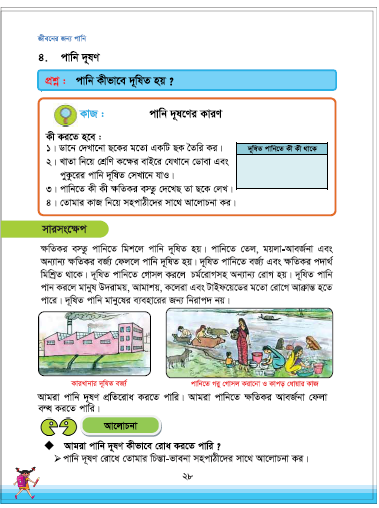 জীবনের জন্য পানি
৪. পানি দূষণ
প্রশ্ন : পানি কীভাবে দূষিত হয় ?
কাজ : পানি দূষণের কারণ
কী করতে হবে :
১। ডানে দেখানো ছকের মতো একটি ছক তৈরি কর।
২। খাতা নিয়ে শ্রেণি কক্ষের বাইরে যেখানে ডোবা এবং
পুকুরের পানি দূষিত সেখানে যাও।
৩। পানিতে কী কী ক্ষতিকর বস্তু দেখেছ তা ছকে লেখ।
৪। তোমার কাজ নিয়ে সহপাঠীদের সাথে আলোচনা কর।
দূষিত পানিতে কী কী থাকে
সারসংক্ষেপ
ক্ষতিকর বস্তু পানিতে মিশলে পানি দূষিত হয়। পানিতে তেল, ময়লা-আবর্জনা এবং
অন্যান্য ক্ষতিকর বর্জ্য ফেললে পানি দূষিত হয়। দূষিত পানিতে বর্জ্য এবং ক্ষতিকর পদার্থ
মিশ্রিত থাকে। দূষিত পানিতে গোসল করলে চর্মরোগসহ অন্যান্য রোগ হয়। দূষিত পানি
পান করলে মানুষ উদরাময়, আমাশয়, কলেরা এবং টাইফয়েডের মতো রোগে আক্রান্ত হতে
পারে। দূষিত পানি মানুষের ব্যবহারের জন্য নিরাপদ নয়।
কারখানার দূষিত বর্জ্য
পানিতে গরু গোসল করানো ও কাপড় ধোয়ার কাজ
আমরা পানি দূষণ প্রতিরোধ করতে পারি। আমরা পানিতে ক্ষতিকর আবর্জনা ফেলা
বন্ধ করতে পারি।
আলোচনা
◆ আমরা পানি দূষণ কীভাবে রোধ করতে পারি ?
➢ পানি দূষণ রোধে তোমার চিন্তা-ভাবনা সহপাঠীদের সাথে আলোচনা কর।
২৮